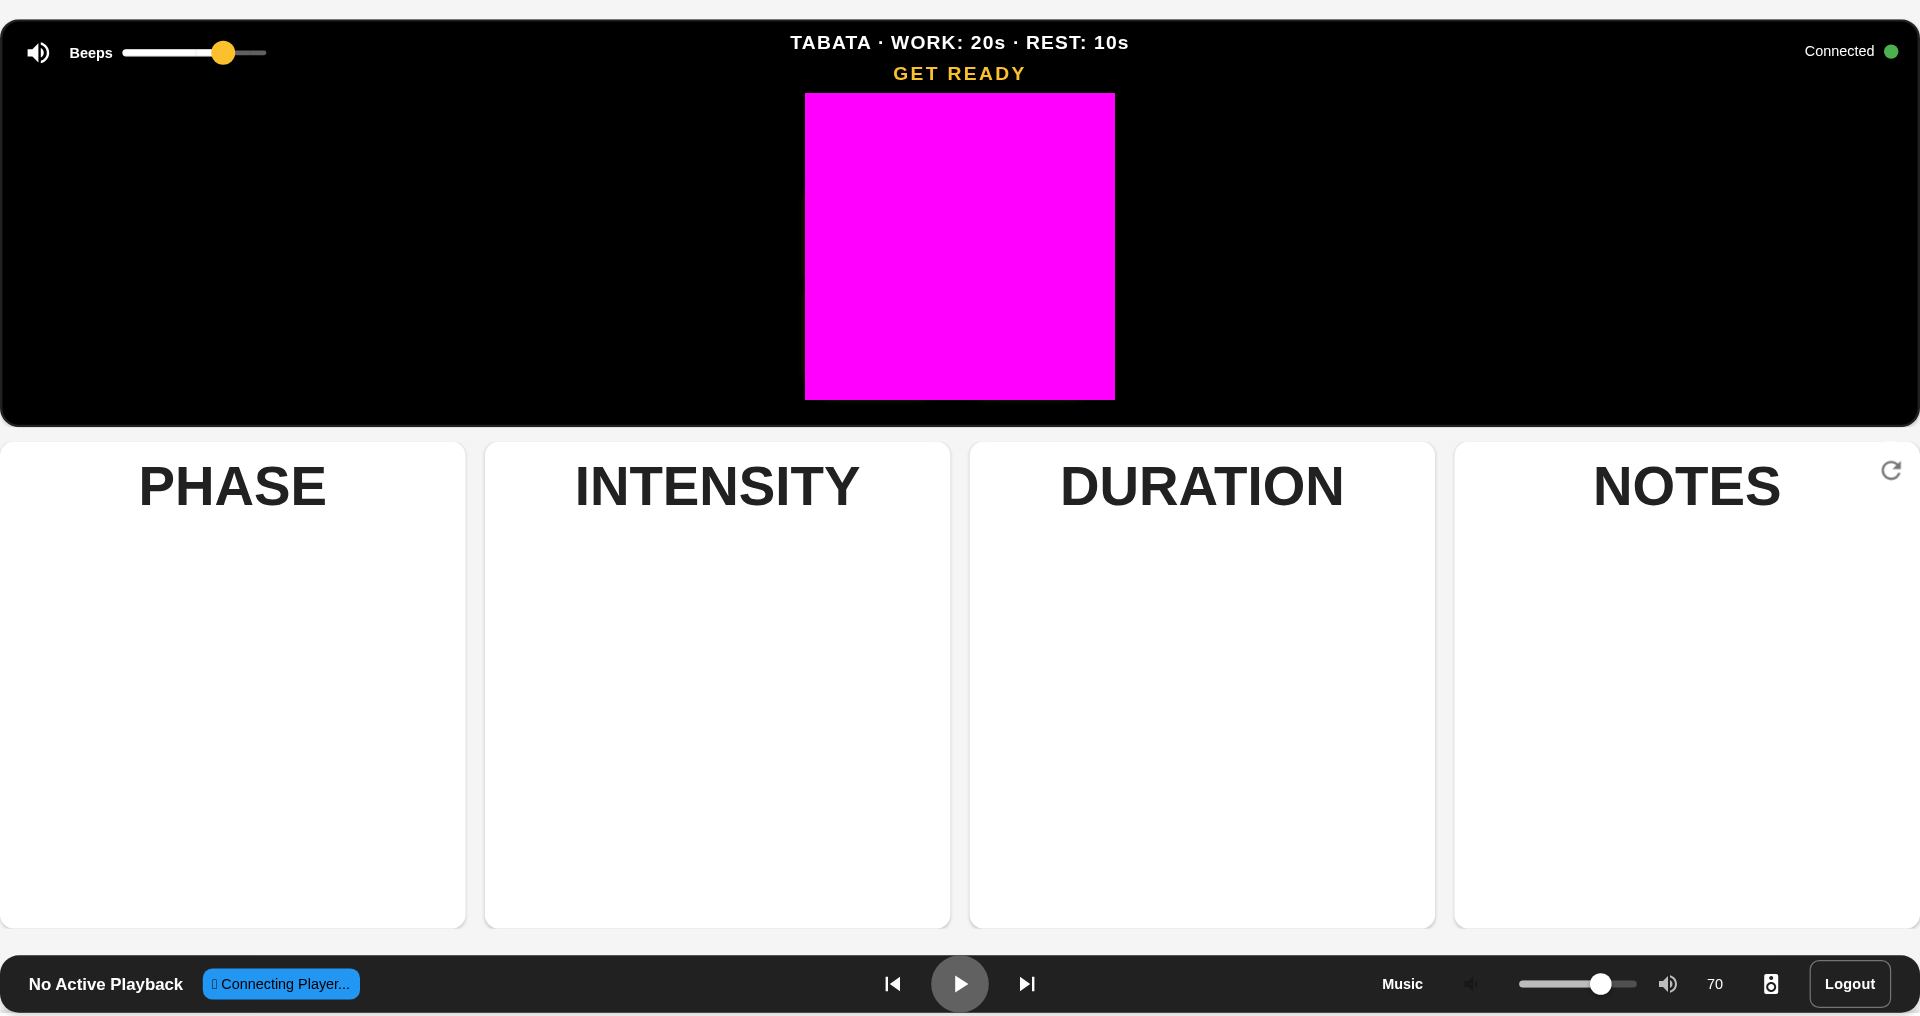 Beeps
TABATA · WORK: 20s · REST: 10s
GET READY
Connected
PHASE
INTENSITY
DURATION
NOTES
No Active Playback
Connecting Player...
Music
70
Logout